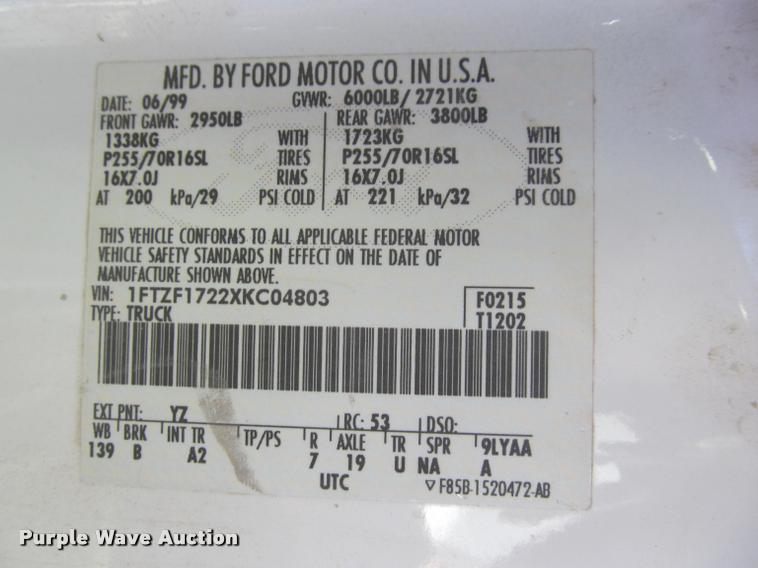 MFD. BY FORD MOTOR CO. IN U.S.A.
DATE: 06/99 GVWR: 6000LB/ 2721KG
FRONT GAWR: 2950LB REAR GAWR: 3800LB
1338KG WITH 1723KG WITH
P255/70R16SL TIRES P255/70R16SL TIRES
16X7.0J RIMS 16X7.0J RIMS
AT 200 kPa/29 PSI COLD AT 221 kPa/32 PSI COLD
THIS VEHICLE CONFORMS TO ALL APPLICABLE FEDERAL MOTOR
VEHICLE SAFETY STANDARDS IN EFFECT ON THE DATE OF
MANUFACTURE SHOWN ABOVE.
VIN: 1FTZF1722XKC04803 F0215
TYPE: TRUCK T1202
EXT PNT: YZ RC: 53 DSO:
WB BRK INT TR TP/PS R AXLE TR SPR 9LYAA
139 B A2 7 19 U NA A
UTC F85B-1520472-AB
Purple Wave Auction Purple Wave Auction